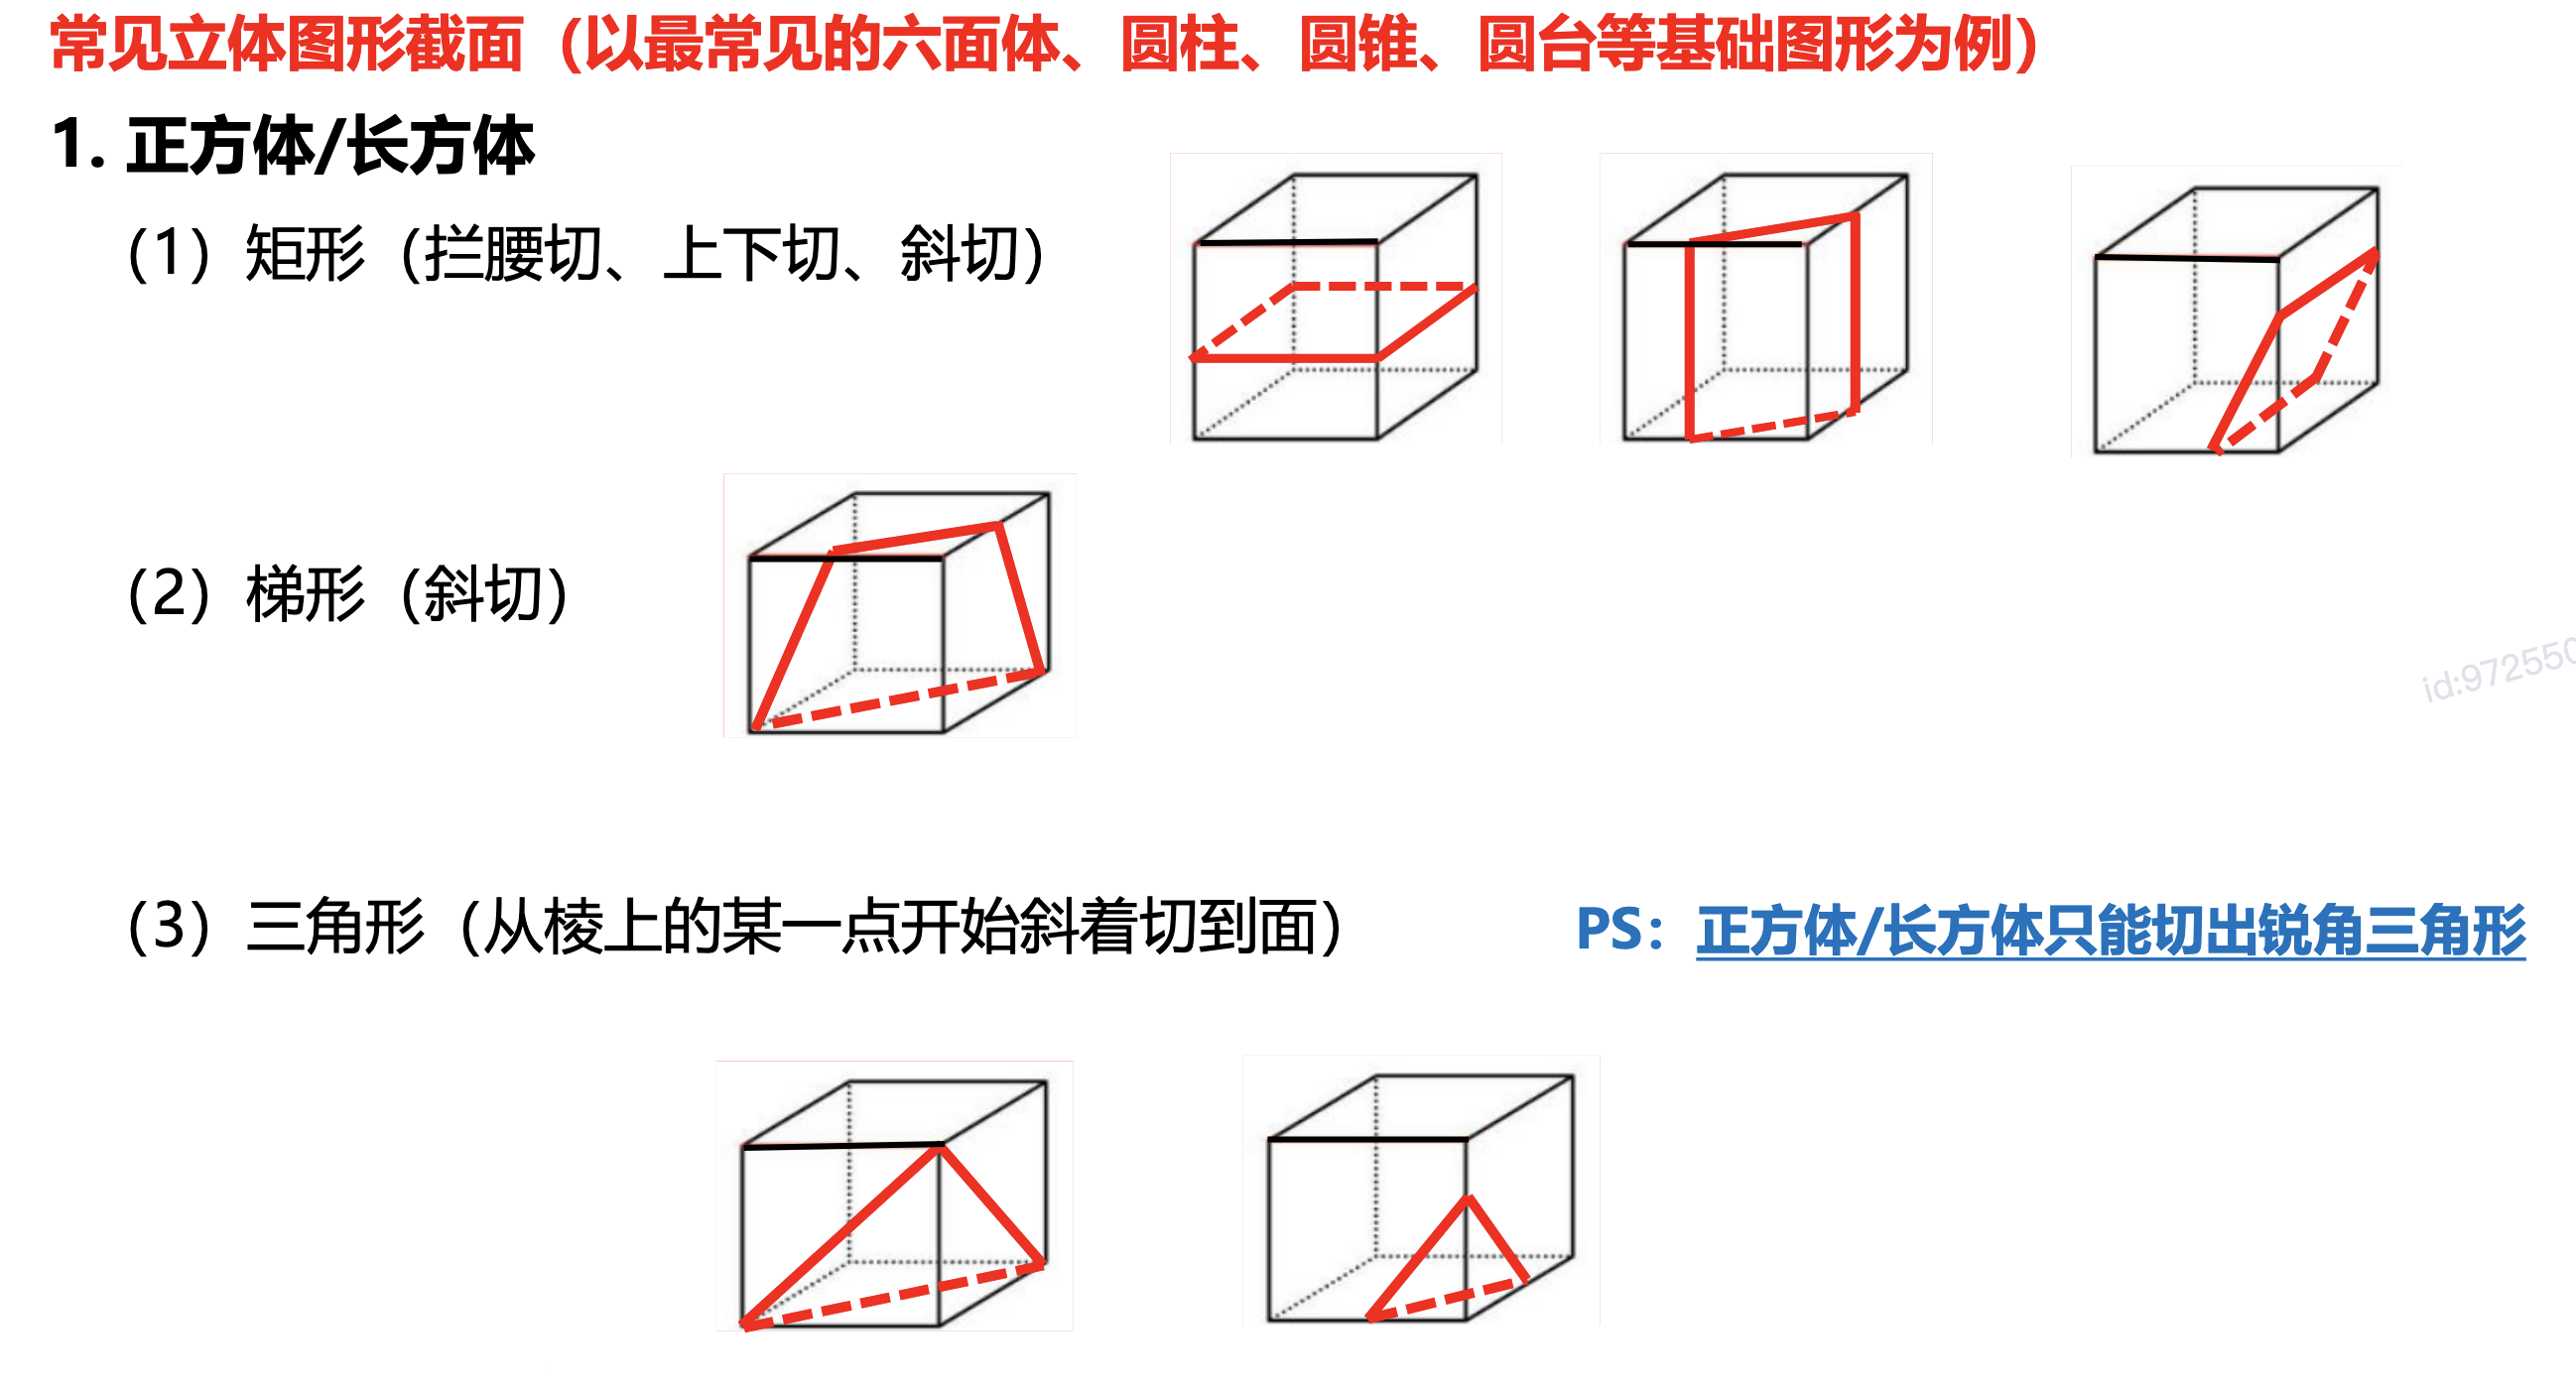 常见立体图形截面（以最常见的六面体、圆柱、圆锥、圆台等基础图形为例）
1. 正方体/长方体
（1）矩形（拦腰切、上下切、斜切）
（2）梯形（斜切）
id:972550
（3）三角形（从棱上的某一点开始斜着切到面）
PS：正方体/长方体只能切出锐角三角形